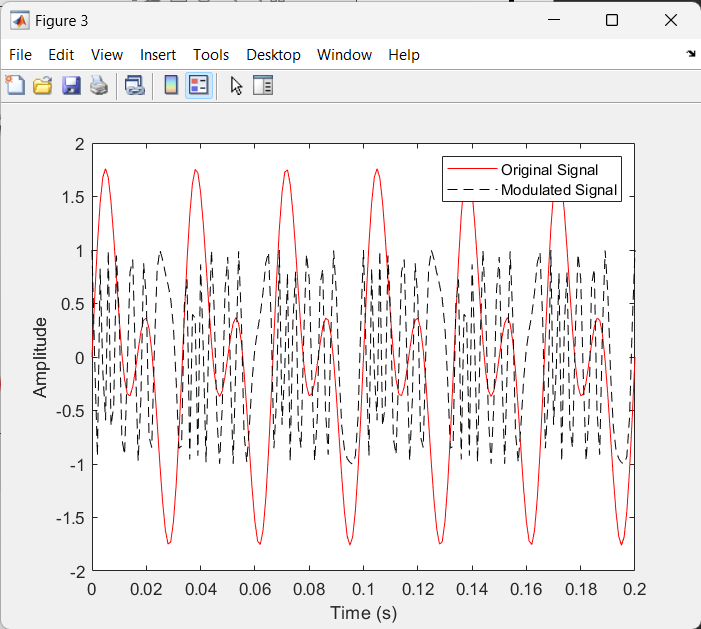 Figure 3
File Edit View Insert Tools Desktop Window Help
Original Signal
Modulated Signal
2
1.5
1
0.5
0
-0.5
-1
-1.5
-2
Amplitude
0 0.02 0.04 0.06 0.08 0.1 0.12 0.14 0.16 0.18 0.2
Time (s)